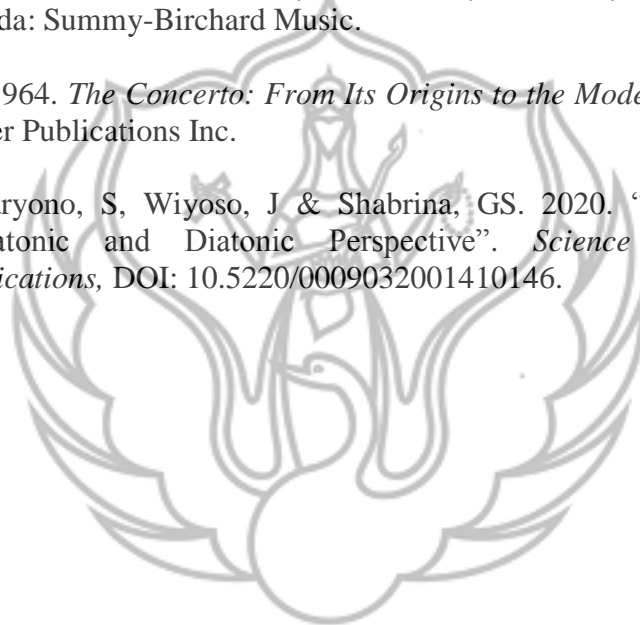 da: Summy-Birchard Music.
964. The Concerto: From Its Origins to the Mode
er Publications Inc.
aryono, S, Wiyoso, J & Shabrina, GS. 2020. “
atonic and Diatonic Perspective”. Science
ications, DOI: 10.5220/0009032001410146.